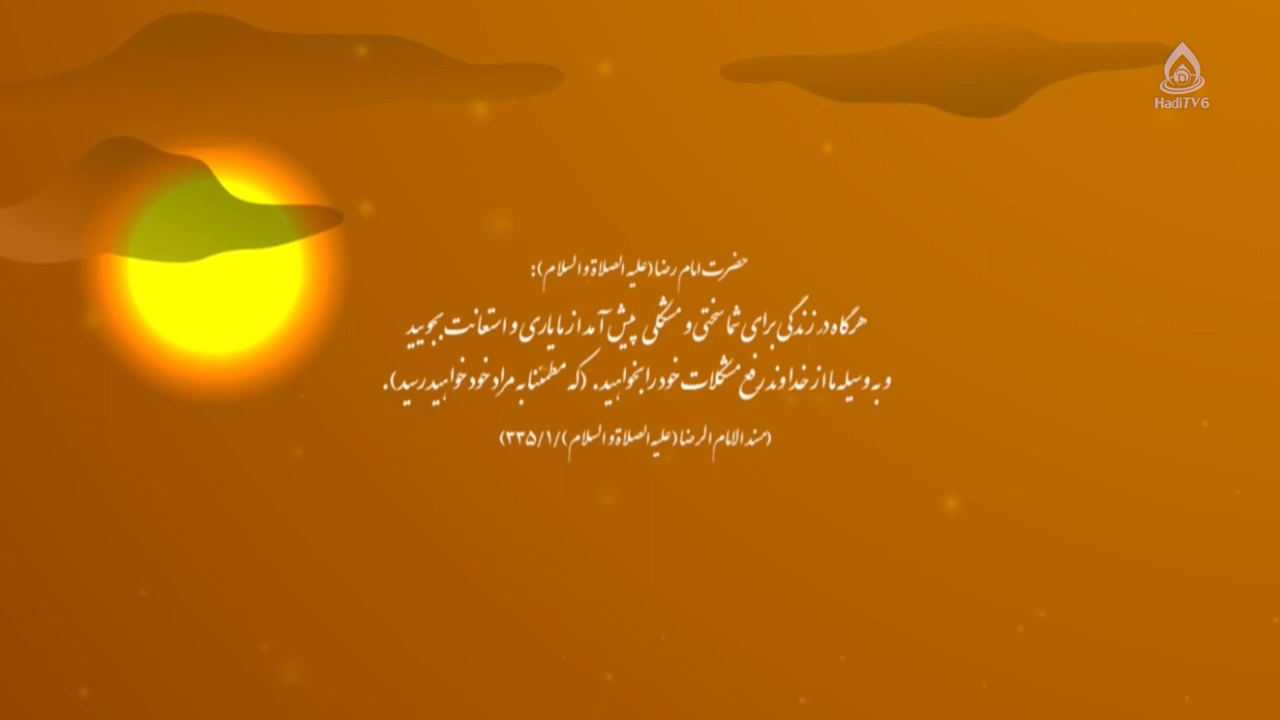 HadiTV6
حضرت امام رضا (علیه الصلاة و السلام):
هرگاه در زندگی برای شما سختی و مشکلی پیش آمد از ما یاری و استعانت بجویید
و به وسیله ما از خداوند رفع مشکلات خود را بخواهید. (که مطمئنا به مراد خود خواهید رسید).
(مسند الامام الرضا (علیه الصلاة و السلام)/۱/۳۳۵)